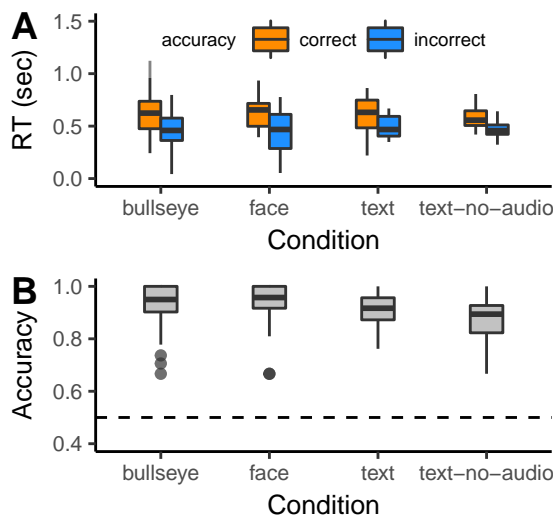 A
accuracy correct incorrect
RT (sec)
1.5
1.0
0.5
0.0
bullseye face text text−no−audio
Condition
B
Accuracy
1.0
0.8
0.6
0.4
bullseye face text text−no−audio
Condition